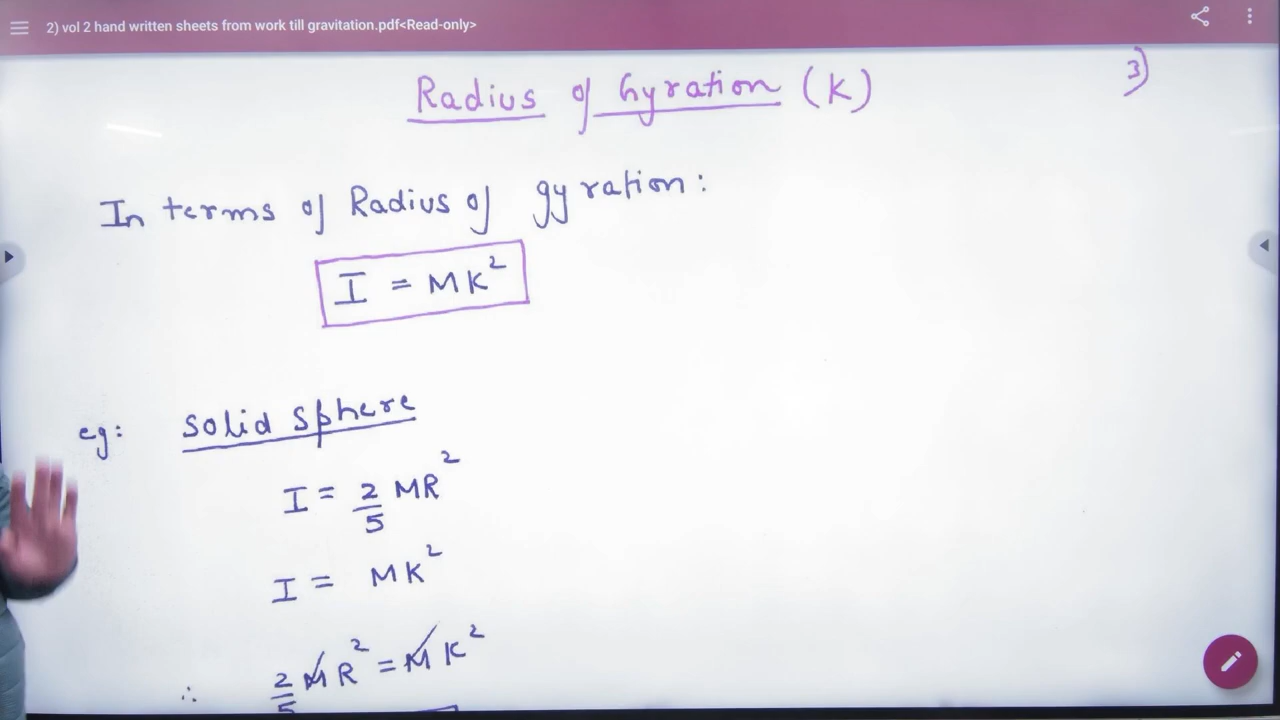 2) vol 2 hand written sheets from work till gravitation.pdf<Read-only>
Radius of Gyration (K)
3)
In terms of Radius of gyration:
I = MK²
eg: solid sphere
I = 2/5 MR²
I = MK²
∴ 2/5 MR² = MK²